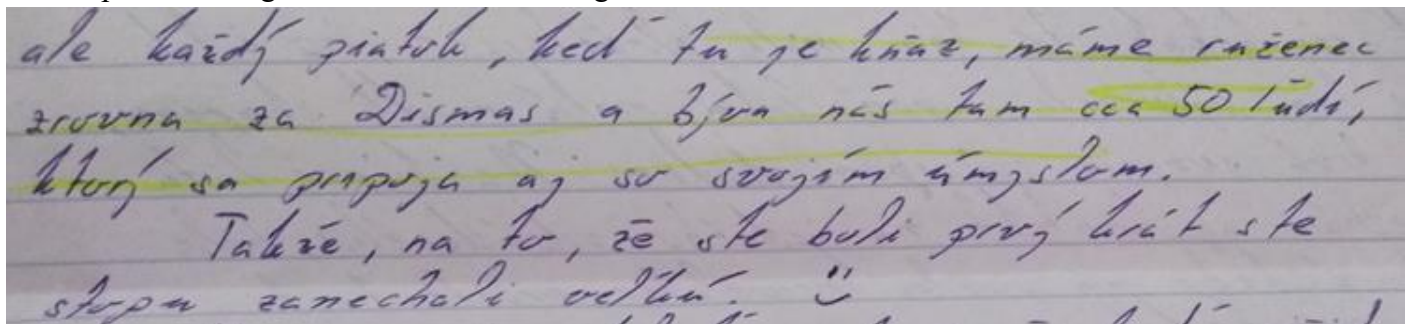 ale každý piatok, keď tu je kňaz, máme ruženec
zrovna za Dismas a býva nás tam cca 50 ľudí,
ktorý sa pripoja aj so svojím úmyslom.
Takže, na to, že ste boli prvý krát ste
stopu zanechali veľkú. :)